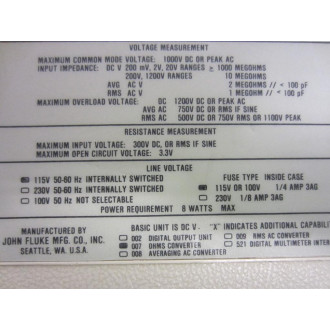 VOLTAGE MEASUREMENT
MAXIMUM COMMON MODE VOLTAGE: 1000V DC OR PEAK AC
INPUT IMPEDANCE: DC V 200 mV, 2V, 20V RANGES ≥ 1000 MEGOHMS
200V, 1200V RANGES 10 MEGOHMS
AVG AC V 2 MEGOHMS // < 100 pF
RMS AC V 1 MEGOHM // < 100 pF
MAXIMUM OVERLOAD VOLTAGE: DC 1200V DC OR PEAK AC
AVG AC 750V DC OR RMS IF SINE
RMS AC 500V DC OR 750V RMS OR 1100V PEAK
RESISTANCE MEASUREMENT
MAXIMUM INPUT VOLTAGE: 300V DC, OR RMS IF SINE
MAXIMUM OPEN CIRCUIT VOLTAGE: 3.3V
LINE VOLTAGE
115V 50-60 Hz INTERNALLY SWITCHED FUSE TYPE INSIDE CASE
230V 50-60 Hz INTERNALLY SWITCHED 115V OR 100V 1/4 AMP 3AG
100V 50 Hz NOT SELECTABLE 230V 1/8 AMP 3AG
POWER REQUIREMENT 8 WATTS MAX
MANUFACTURED BY BASIC UNIT IS DC V. "X" INDICATES ADDITIONAL CAPABILITI
JOHN FLUKE MFG. CO., INC. 002 DIGITAL OUTPUT UNIT 009 RMS AC CONVERTER
SEATTLE, WA. U.S.A. 007 OHMS CONVERTER 521 DIGITAL MULTIMETER INTER
008 AVERAGING AC CONVERTER